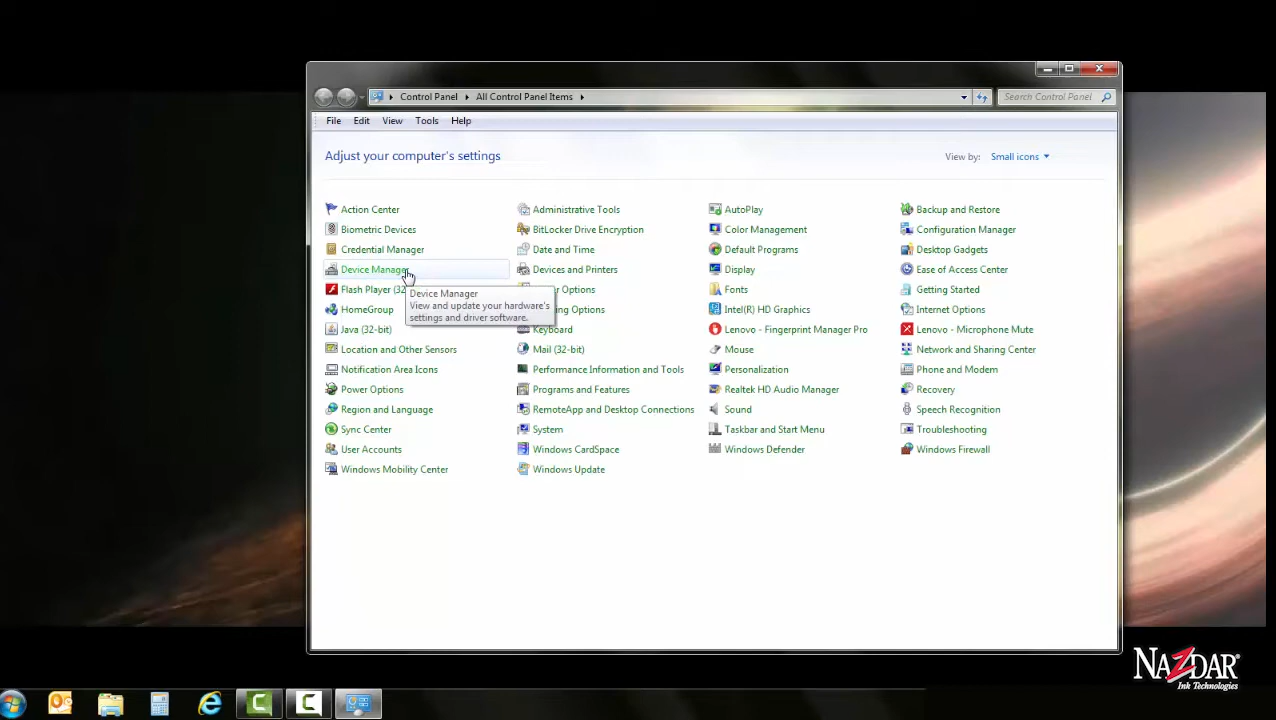 Control Panel All Control Panel Items Search Control Panel
File Edit View Tools Help
Adjust your computer's settings
View by: Small icons
Action Center Administrative Tools AutoPlay Backup and Restore
Biometric Devices BitLocker Drive Encryption Color Management Configuration Manager
Credential Manager Date and Time Default Programs Desktop Gadgets
Device Manager Devices and Printers Display Ease of Access Center
Flash Player (32 Options Fonts Getting Started
Device Manager
View and update your hardware's
settings and driver software.
HomeGroup Options Intel(R) HD Graphics Internet Options
Java (32-bit) Keyboard Lenovo - Fingerprint Manager Pro Lenovo - Microphone Mute
Location and Other Sensors Mail (32-bit) Mouse Network and Sharing Center
Notification Area Icons Performance Information and Tools Personalization Phone and Modem
Power Options Programs and Features Realtek HD Audio Manager Recovery
Region and Language RemoteApp and Desktop Connections Sound Speech Recognition
Sync Center System Taskbar and Start Menu Troubleshooting
User Accounts Windows CardSpace Windows Defender Windows Firewall
Windows Mobility Center Windows Update
NAZDAR®
Ink Technologies